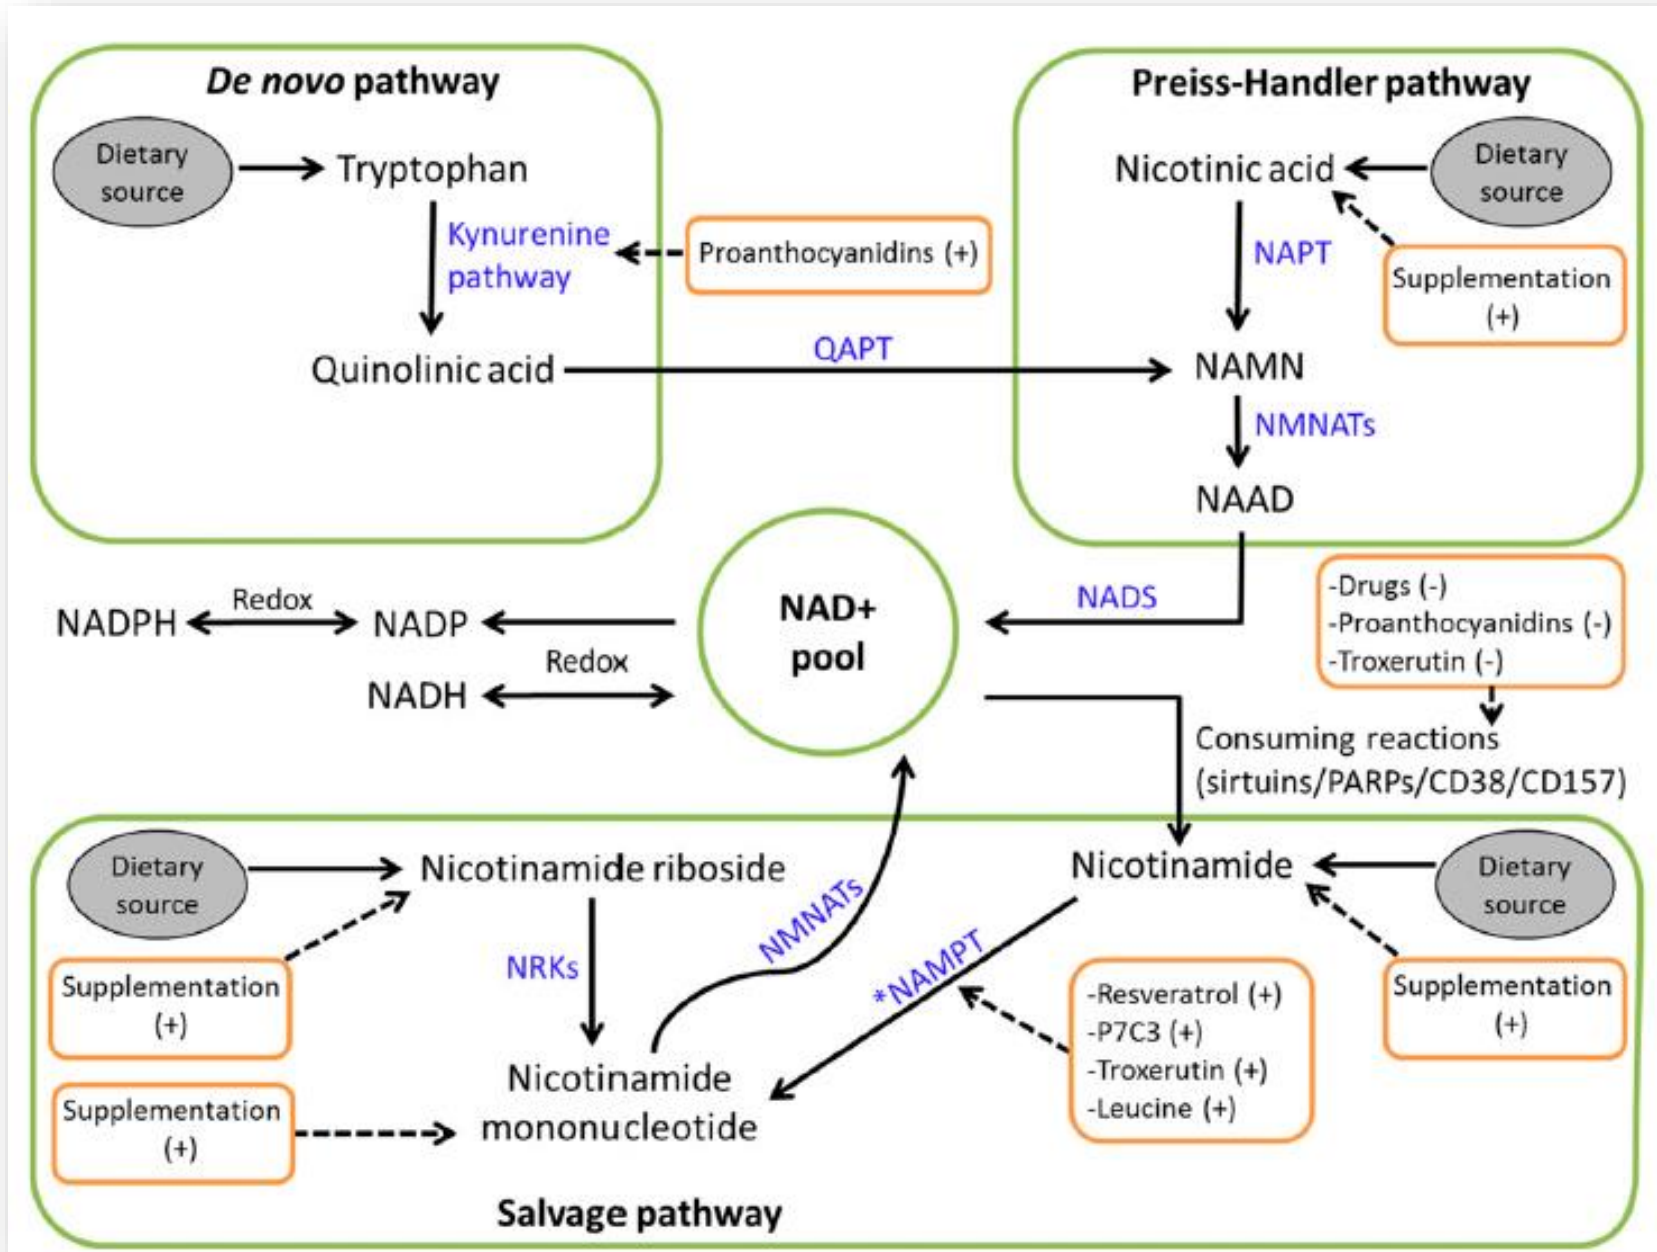 De novo pathway
Dietary
source
Tryptophan
Kynurenine
pathway
Proanthocyanidins (+)
Quinolinic acid
QAPT
Preiss-Handler pathway
Nicotinic acid
Dietary
source
NAPT
Supplementation
(+)
NAMN
NMNATs
NAAD
NADS
-Drugs (-)
-Proanthocyanidins (-)
-Troxerutin (-)
NAD+
pool
NADPH
Redox
NADP
Redox
NADH
Consuming reactions
(sirtuins/PARPs/CD38/CD157)
Dietary
source
Nicotinamide riboside
Supplementation
(+)
NRKs
NMNATs
Nicotinamide
Dietary
source
*NAMPT
-Resveratrol (+)
-P7C3 (+)
-Troxerutin (+)
-Leucine (+)
Supplementation
(+)
Supplementation
(+)
Nicotinamide
mononucleotide
Salvage pathway